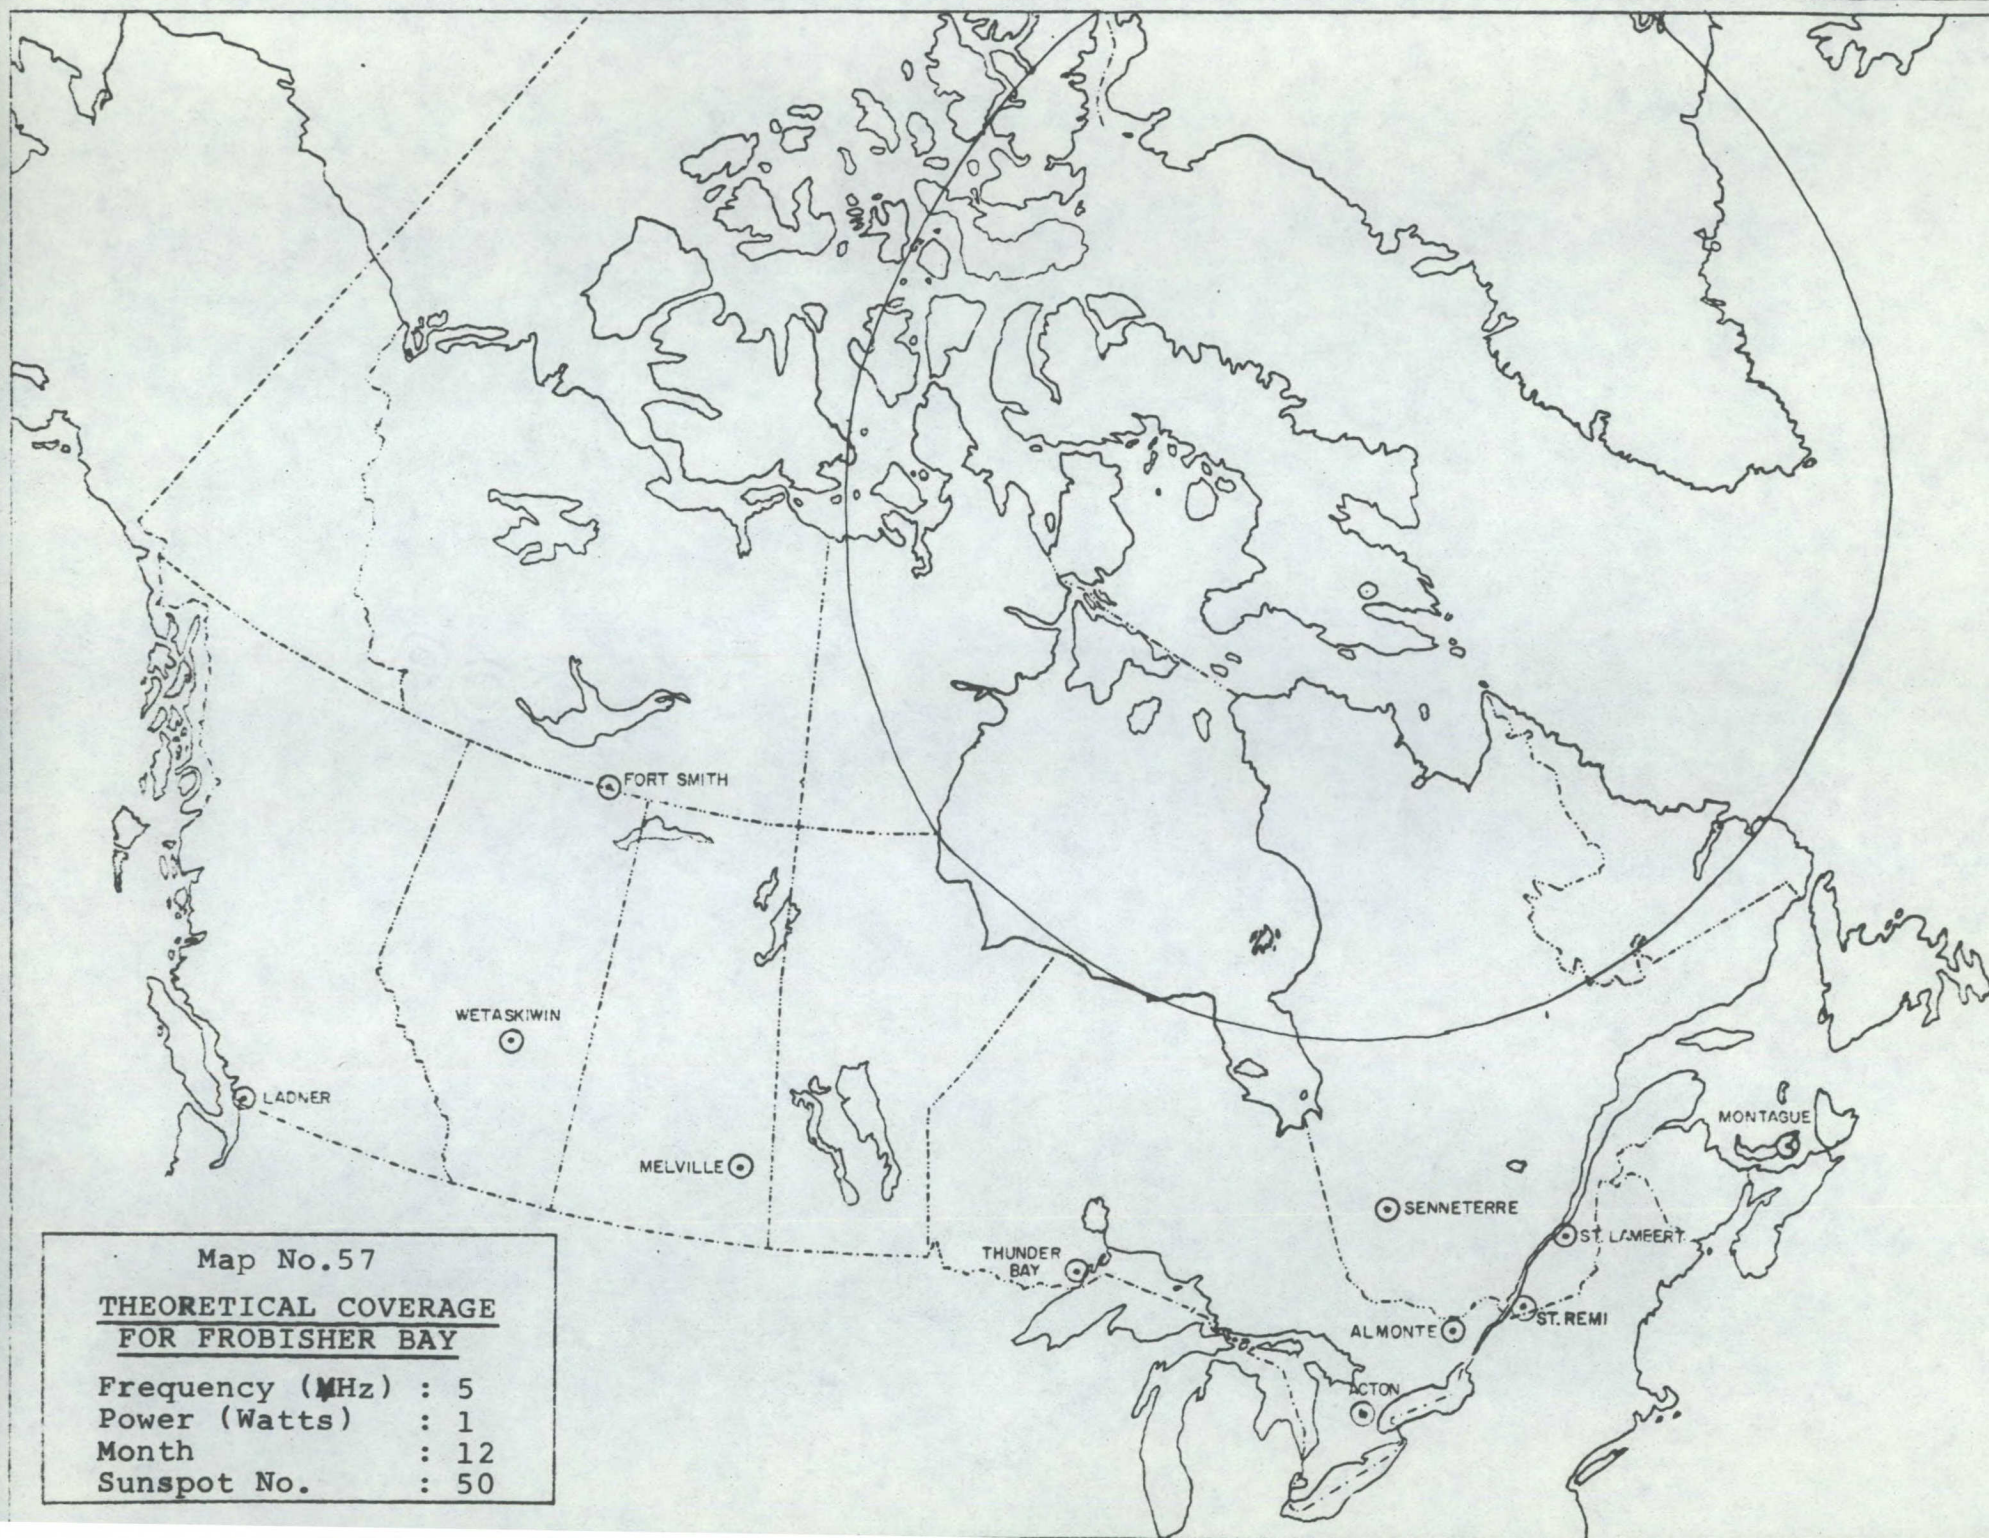 FORT SMITH
WETASKIWIN
LADNER
MELVILLE
MONTAGUE
SENNETERRE
ST. LAMBERT
THUNDER
BAY
ST. REMI
ALMONTE
ACTON
Map No.57
THEORETICAL COVERAGE
FOR FROBISHER BAY
Frequency (MHz) : 5
Power (Watts) : 1
Month : 12
Sunspot No. : 50